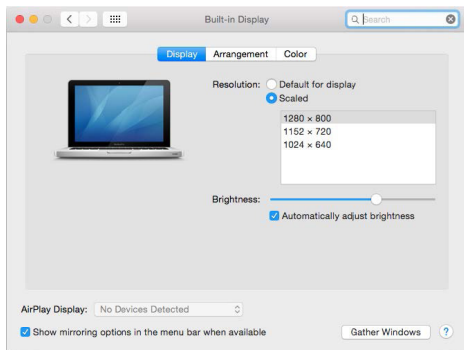 Built-in Display
Search
Display Arrangement Color
Resolution: Default for display
Scaled
1280 × 800
1152 × 720
1024 × 640
Brightness:
Automatically adjust brightness
AirPlay Display: No Devices Detected
Show mirroring options in the menu bar when available
Gather Windows ?